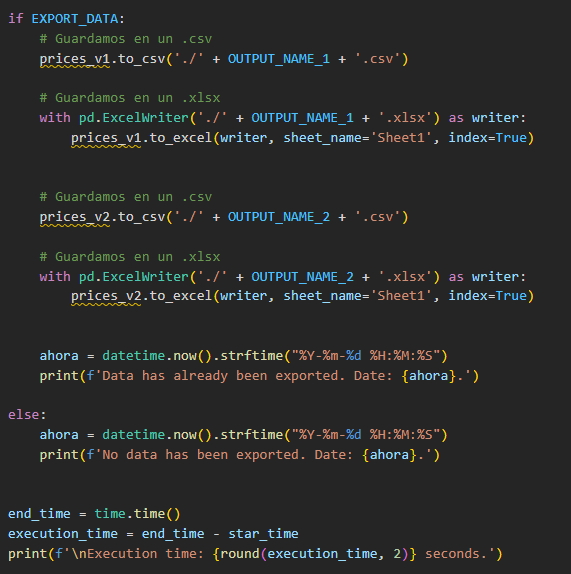 if EXPORT_DATA:
    # Guardamos en un .csv
    prices_v1.to_csv('./' + OUTPUT_NAME_1 + '.csv')
    # Guardamos en un .xlsx
    with pd.ExcelWriter('./' + OUTPUT_NAME_1 + '.xlsx') as writer:
        prices_v1.to_excel(writer, sheet_name='Sheet1', index=True)
    # Guardamos en un .csv
    prices_v2.to_csv('./' + OUTPUT_NAME_2 + '.csv')
    # Guardamos en un .xlsx
    with pd.ExcelWriter('./' + OUTPUT_NAME_2 + '.xlsx') as writer:
        prices_v2.to_excel(writer, sheet_name='Sheet1', index=True)
    ahora = datetime.now().strftime("%Y-%m-%d %H:%M:%S")
    print(f'Data has already been exported. Date: {ahora}.')
else:
    ahora = datetime.now().strftime("%Y-%m-%d %H:%M:%S")
    print(f'No data has been exported. Date: {ahora}.')
end_time = time.time()
execution_time = end_time - star_time
print(f'\nExecution time: {round(execution_time, 2)} seconds.')